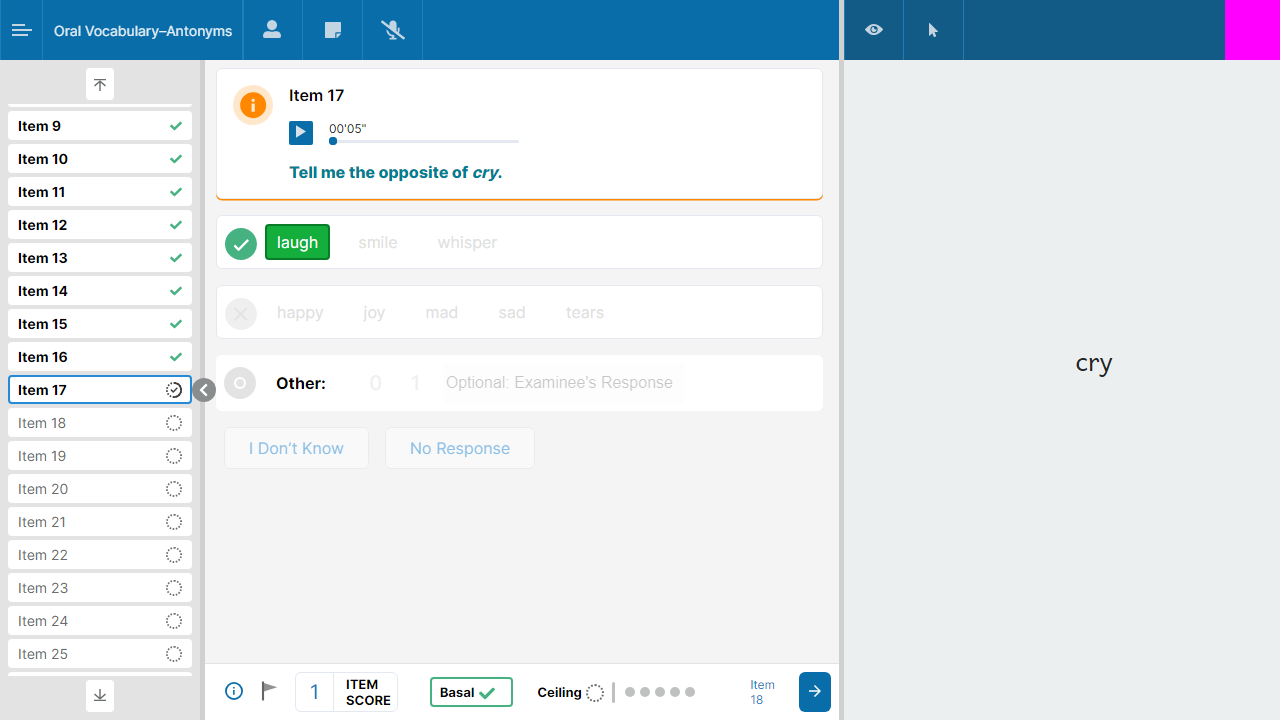 Oral Vocabulary–Antonyms
Item 9
Item 10
Item 11
Item 12
Item 13
Item 14
Item 15
Item 16
Item 17
Item 18
Item 19
Item 20
Item 21
Item 22
Item 23
Item 24
Item 25
Item 17
00'05"
Tell me the opposite of cry.
laugh smile whisper
happy joy mad sad tears
Other: 0 1 Optional: Examinee's Response
I Don't Know No Response
1 ITEM SCORE
Basal
Ceiling
Item 18
cry